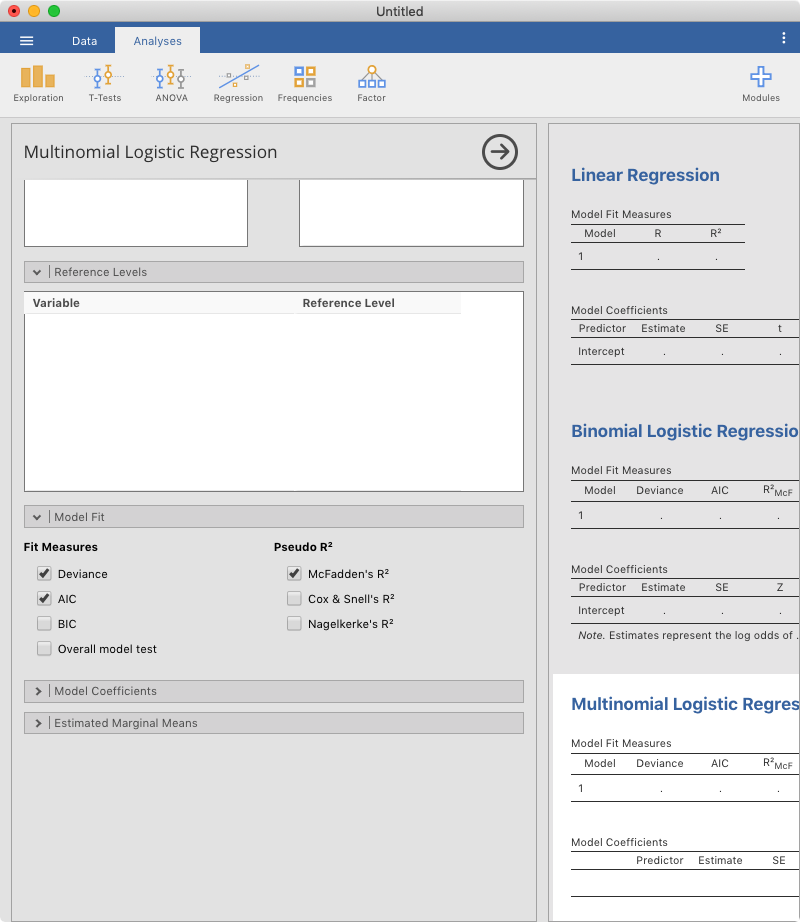 Untitled
Data
Analyses
Exploration
T-Tests
ANOVA
Regression
Frequencies
Factor
Modules
Multinomial Logistic Regression
Reference Levels
Variable Reference Level
Model Fit
Fit Measures
Deviance
AIC
BIC
Overall model test
Pseudo R²
McFadden's R²
Cox & Snell's R²
Nagelkerke's R²
Model Coefficients
Estimated Marginal Means
Linear Regression
Model Fit Measures
Model R R²
1 . .
Model Coefficients
Predictor Estimate SE t
Intercept . . .
Binomial Logistic Regressio
Model Fit Measures
Model Deviance AIC R²McF
1 . . .
Model Coefficients
Predictor Estimate SE Z
Intercept . . .
Note. Estimates represent the log odds of .
Multinomial Logistic Regres
Model Fit Measures
Model Deviance AIC R²McF
1 . . .
Model Coefficients
Predictor Estimate SE